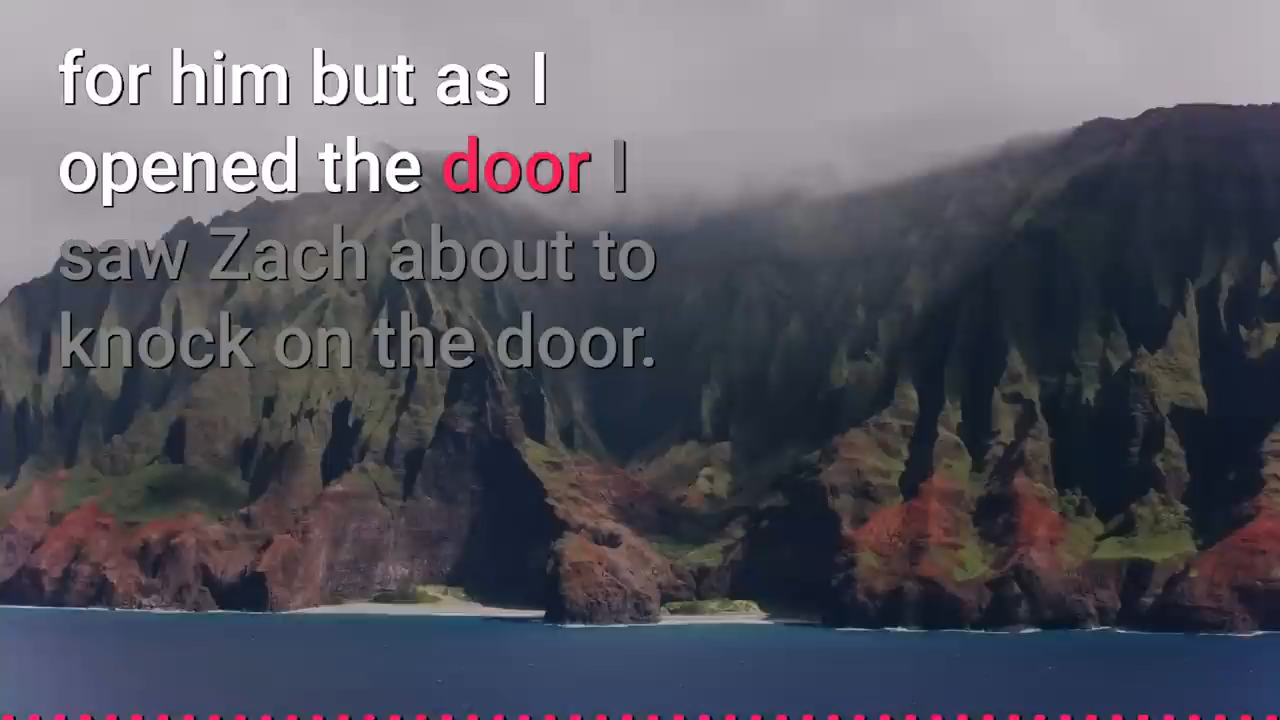 for him but as I
opened the door I
saw Zach about to
knock on the door.